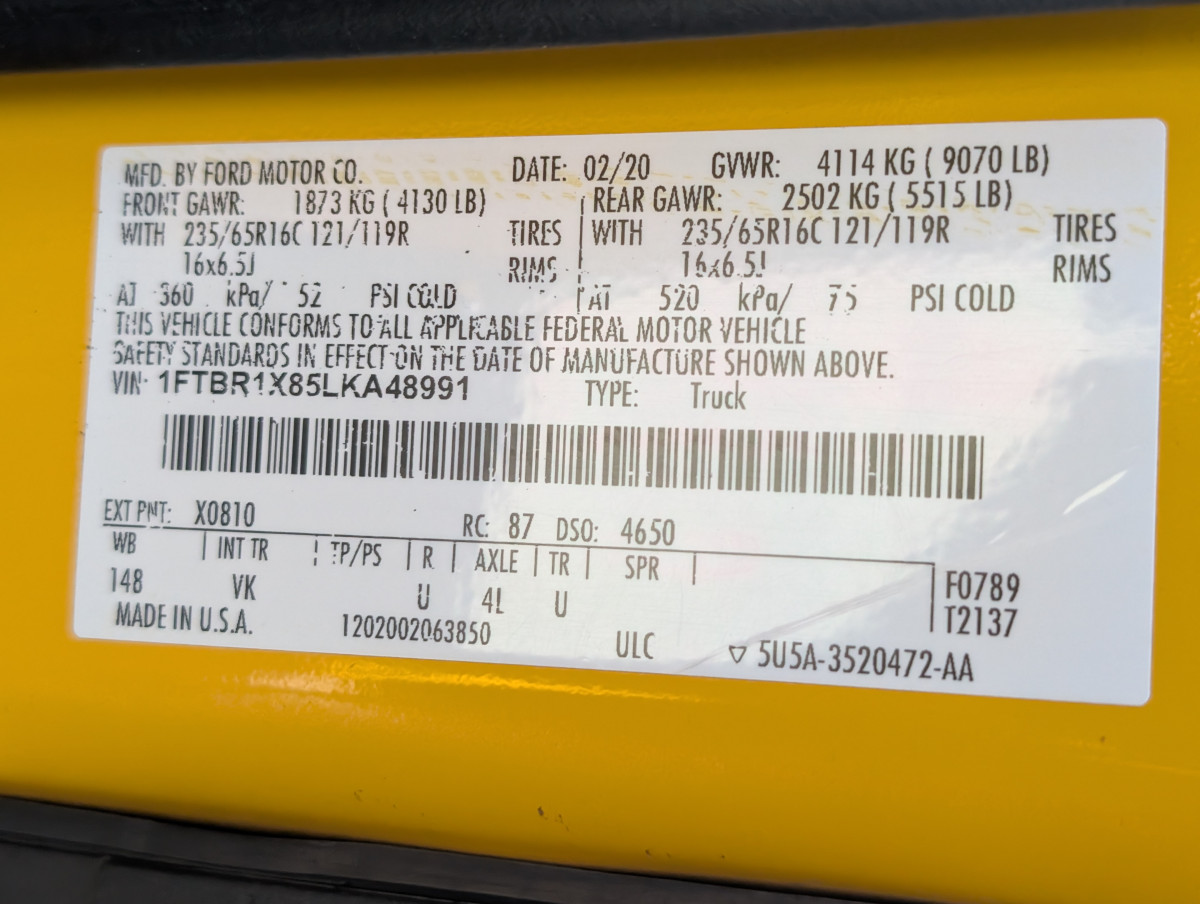 MFD. BY FORD MOTOR CO. DATE: 02/20 GVWR: 4114 KG ( 9070 LB)
FRONT GAWR: 1873 KG ( 4130 LB) REAR GAWR: 2502 KG ( 5515 LB)
WITH 235/65R16C 121/119R TIRES WITH 235/65R16C 121/119R TIRES
16x6.5J RIMS 16x6.5J RIMS
AT 360 kPa/ 52 PSI COLD AT 520 kPa/ 75 PSI COLD
THIS VEHICLE CONFORMS TO ALL APPLICABLE FEDERAL MOTOR VEHICLE
SAFETY STANDARDS IN EFFECT ON THE DATE OF MANUFACTURE SHOWN ABOVE.
VIN: 1FTBR1X85LKA48991 TYPE: Truck
EXT PNT: X0810 RC: 87 DSO: 4650
WB INT TR TP/PS R AXLE TR SPR
148 VK U 4L U F0789
T2137
MADE IN U.S.A. 1202002063850 ULC ▽ 5U5A-3520472-AA